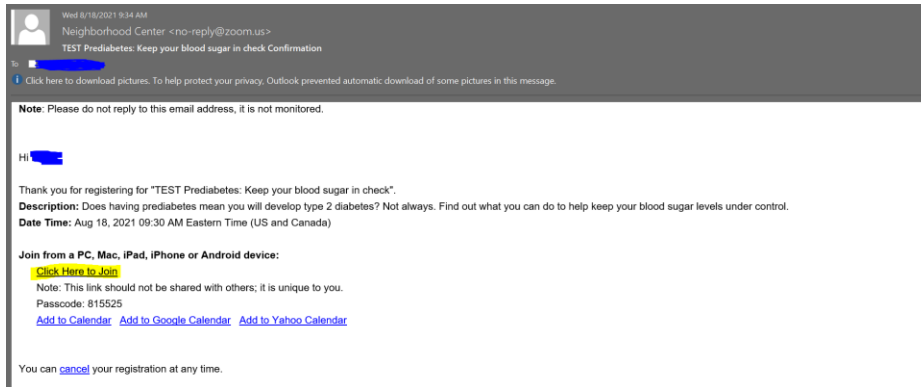 Wed 8/18/2021 9:34 AM
Neighborhood Center <no-reply@zoom.us>
TEST Prediabetes: Keep your blood sugar in check Confirmation
To
Click here to download pictures. To help protect your privacy, Outlook prevented automatic download of some pictures in this message.
Note: Please do not reply to this email address, it is not monitored.
Hi
Thank you for registering for "TEST Prediabetes: Keep your blood sugar in check".
Description: Does having prediabetes mean you will develop type 2 diabetes? Not always. Find out what you can do to help keep your blood sugar levels under control.
Date Time: Aug 18, 2021 09:30 AM Eastern Time (US and Canada)
Join from a PC, Mac, iPad, iPhone or Android device:
Click Here to Join
Note: This link should not be shared with others; it is unique to you.
Passcode: 815525
Add to Calendar Add to Google Calendar Add to Yahoo Calendar
You can cancel your registration at any time.